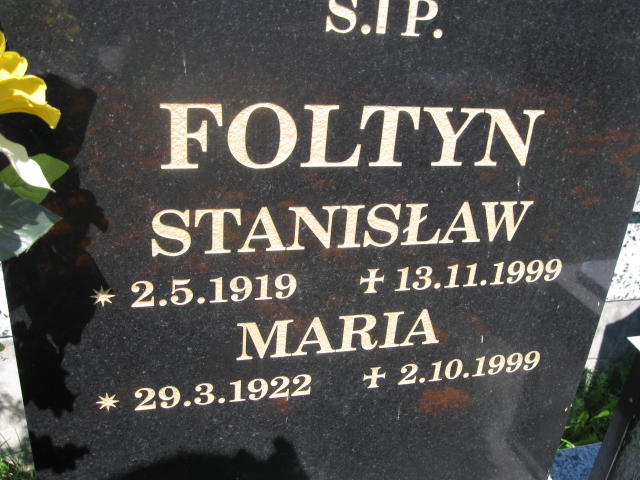 Ś.†P.
FOLTYN
STANISŁAW
* 2.5.1919 † 13.11.1999
MARIA
* 29.3.1922 † 2.10.1999